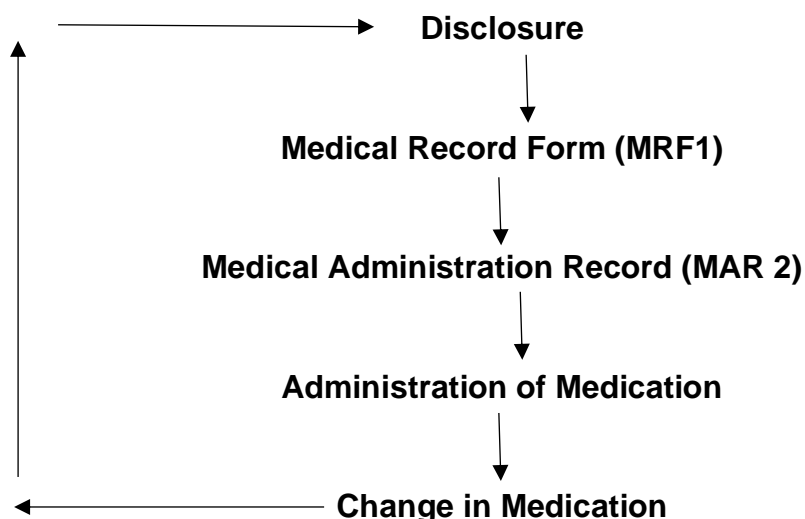 Disclosure
Medical Record Form (MRF1)
Medical Administration Record (MAR 2)
Administration of Medication
Change in Medication